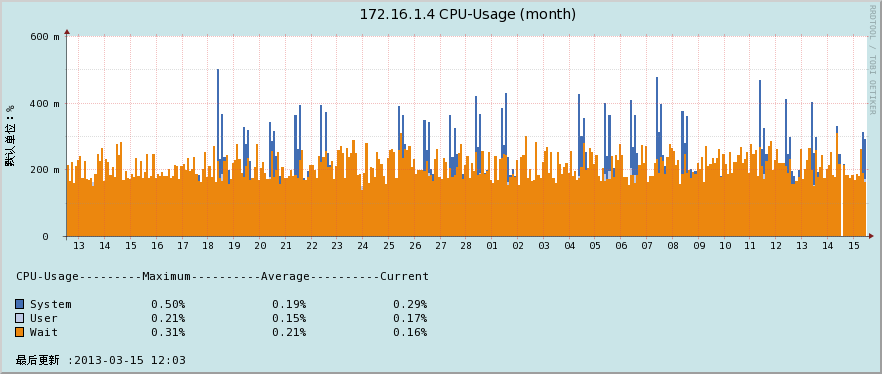 172.16.1.4 CPU-Usage (month)
RRDTOOL / TOBI OETIKER
默认单位：%
600 m
400 m
200 m
0
13 14 15 16 17 18 19 20 21 22 23 24 25 26 27 28 01 02 03 04 05 06 07 08 09 10 11 12 13 14 15
CPU-Usage---------Maximum----------Average----------Current
System 0.50% 0.19% 0.29%
User 0.21% 0.15% 0.17%
Wait 0.31% 0.21% 0.16%
最后更新 :2013-03-15 12:03